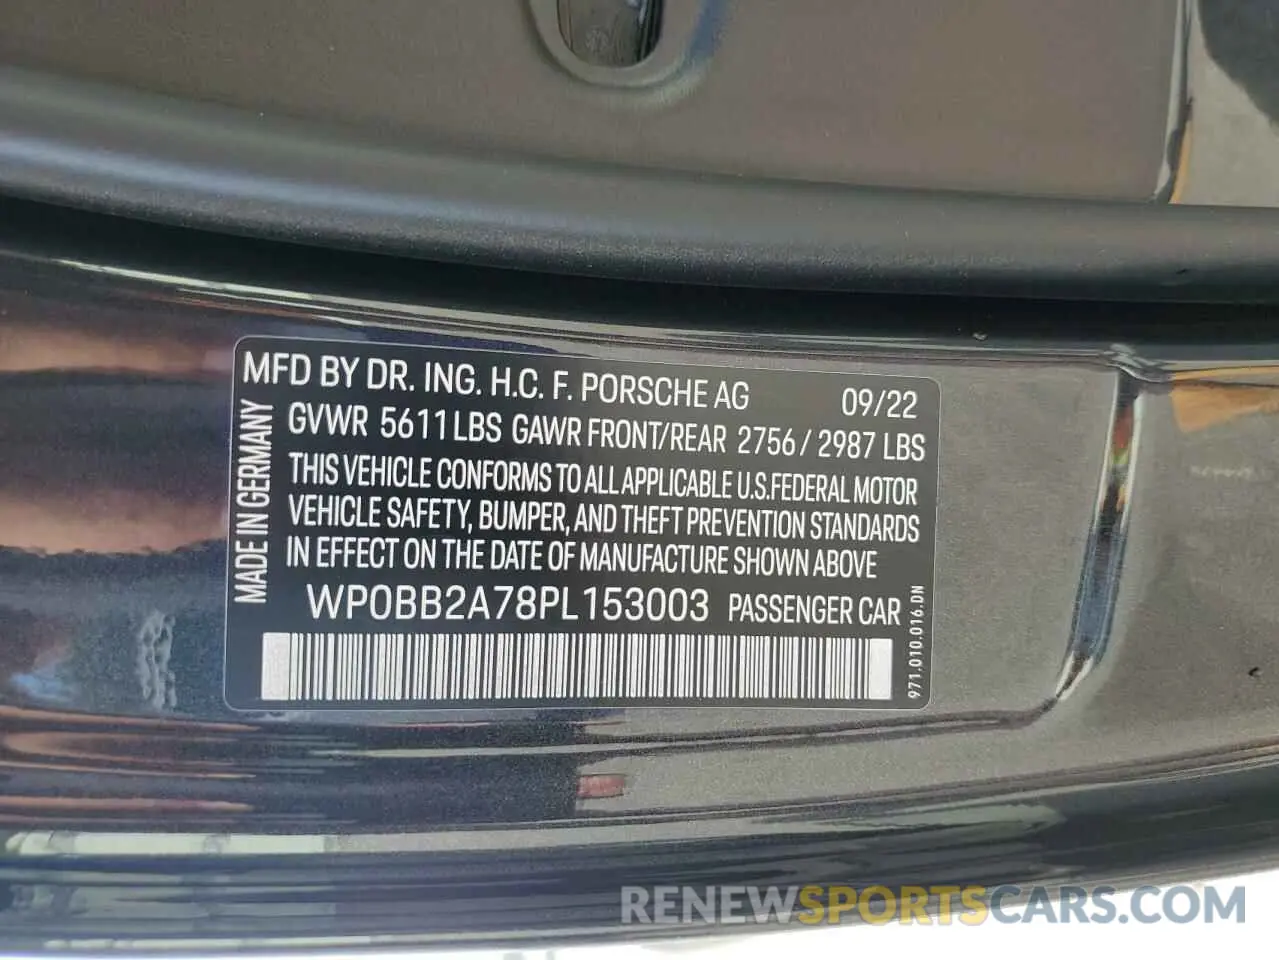 MFD BY DR. ING. H.C. F. PORSCHE AG 09/22
GVWR 5611LBS GAWR FRONT/REAR 2756 / 2987 LBS
THIS VEHICLE CONFORMS TO ALL APPLICABLE U.S.FEDERAL MOTOR
VEHICLE SAFETY, BUMPER, AND THEFT PREVENTION STANDARDS
IN EFFECT ON THE DATE OF MANUFACTURE SHOWN ABOVE
WP0BB2A78PL153003 PASSENGER CAR
MADE IN GERMANY
971.010.016.DN
RENEWSPORTSCARS.COM